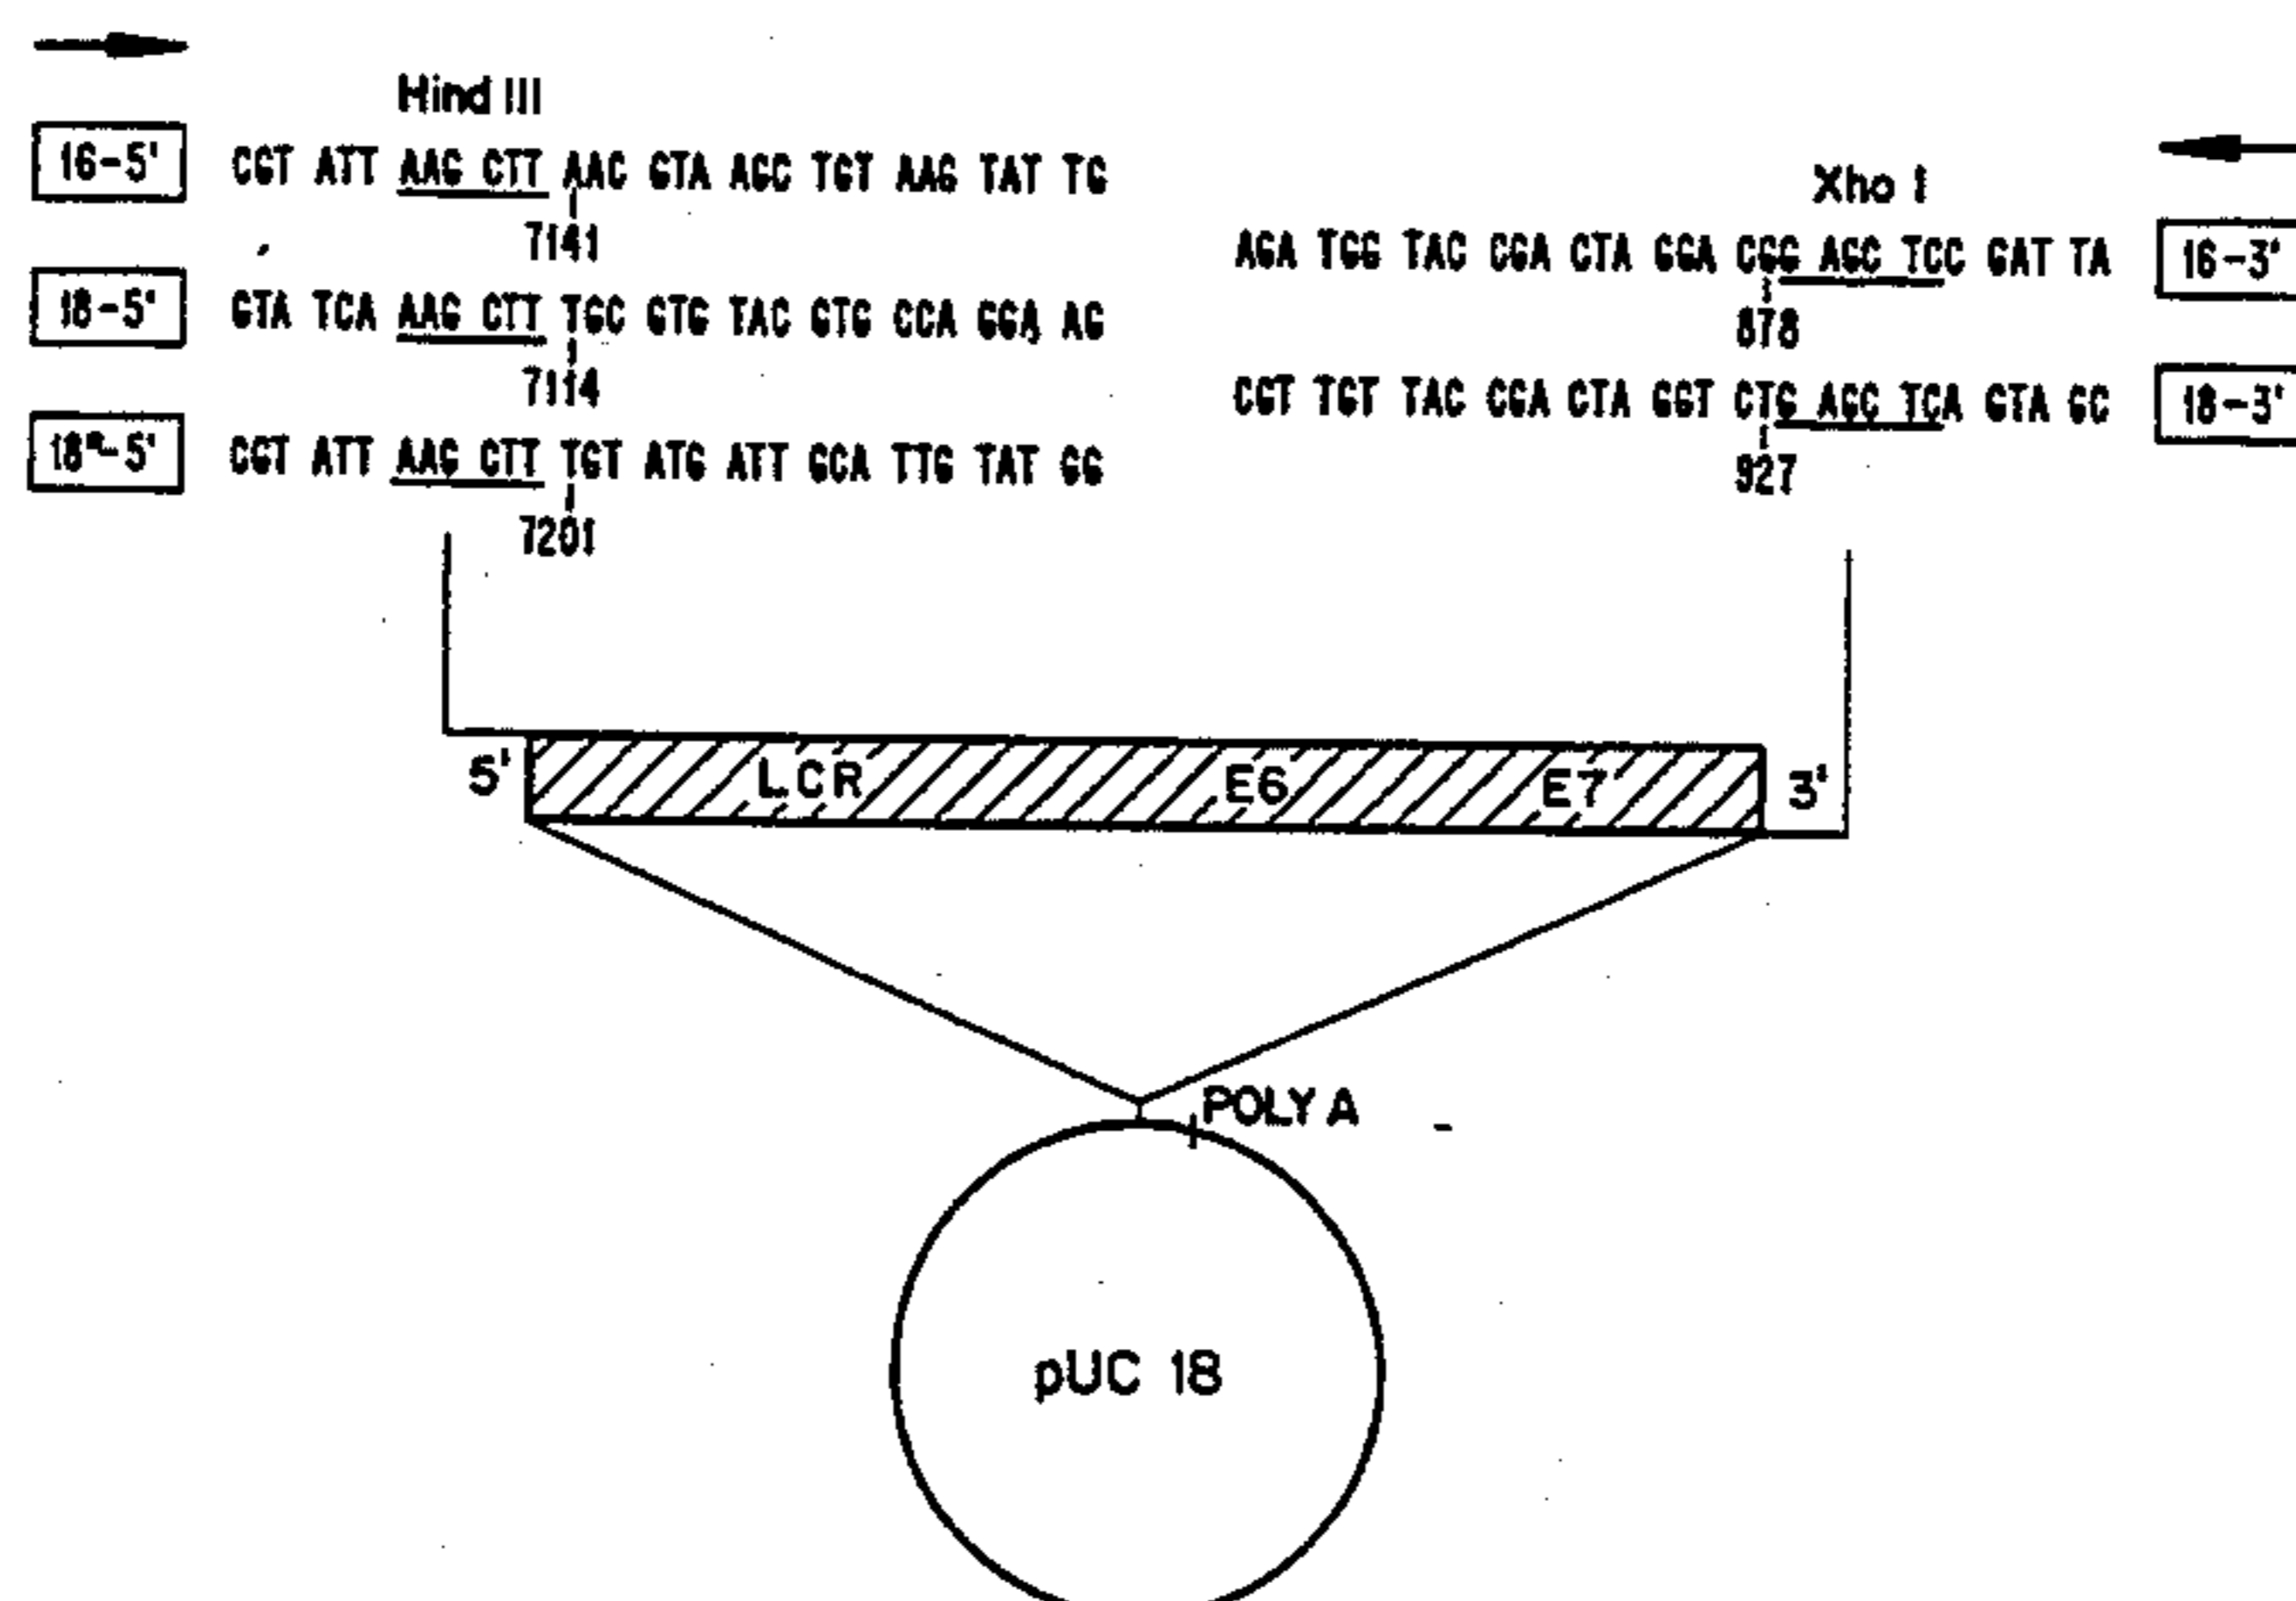 Hind III
16-5' CGT ATT AAG CTT AAC GTA AGC TGT AAG TAT TG
7141
18-5' GTA TCA AAG CTT TGC GTG TAC GTG CCA GGA AG
7114
CGT ATT AAG CTT TGT ATG ATT GCA TTG TAT GG
7201
Xho I
AGA TGG TAC CGA CTA GGA CGG AGC TCC GAT TA 16-3'
878
CGT TGT TAC CGA CTA GGT CTG AGC TCA GTA GC 18-3'
927
5' LCR E6 E7 3'
POLY A
pUC 18